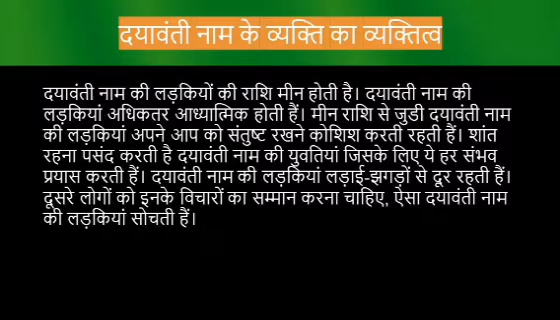 दयावंती नाम के व्यक्ति का व्यक्तित्व
दयावंती नाम की लड़कियों की राशि मीन होती है। दयावंती नाम की
लड़कियां अधिकतर आध्यात्मिक होती हैं। मीन राशि से जुडी दयावंती नाम
की लड़कियां अपने आप को संतुष्ट रखने कोशिश करती रहती हैं। शांत
रहना पसंद करती है दयावंती नाम की युवतियां जिसके लिए ये हर संभव
प्रयास करती हैं। दयावंती नाम की लड़कियां लड़ाई-झगड़ों से दूर रहती हैं।
दूसरे लोगों को इनके विचारों का सम्मान करना चाहिए, ऐसा दयावंती नाम
की लड़कियां सोचती हैं।